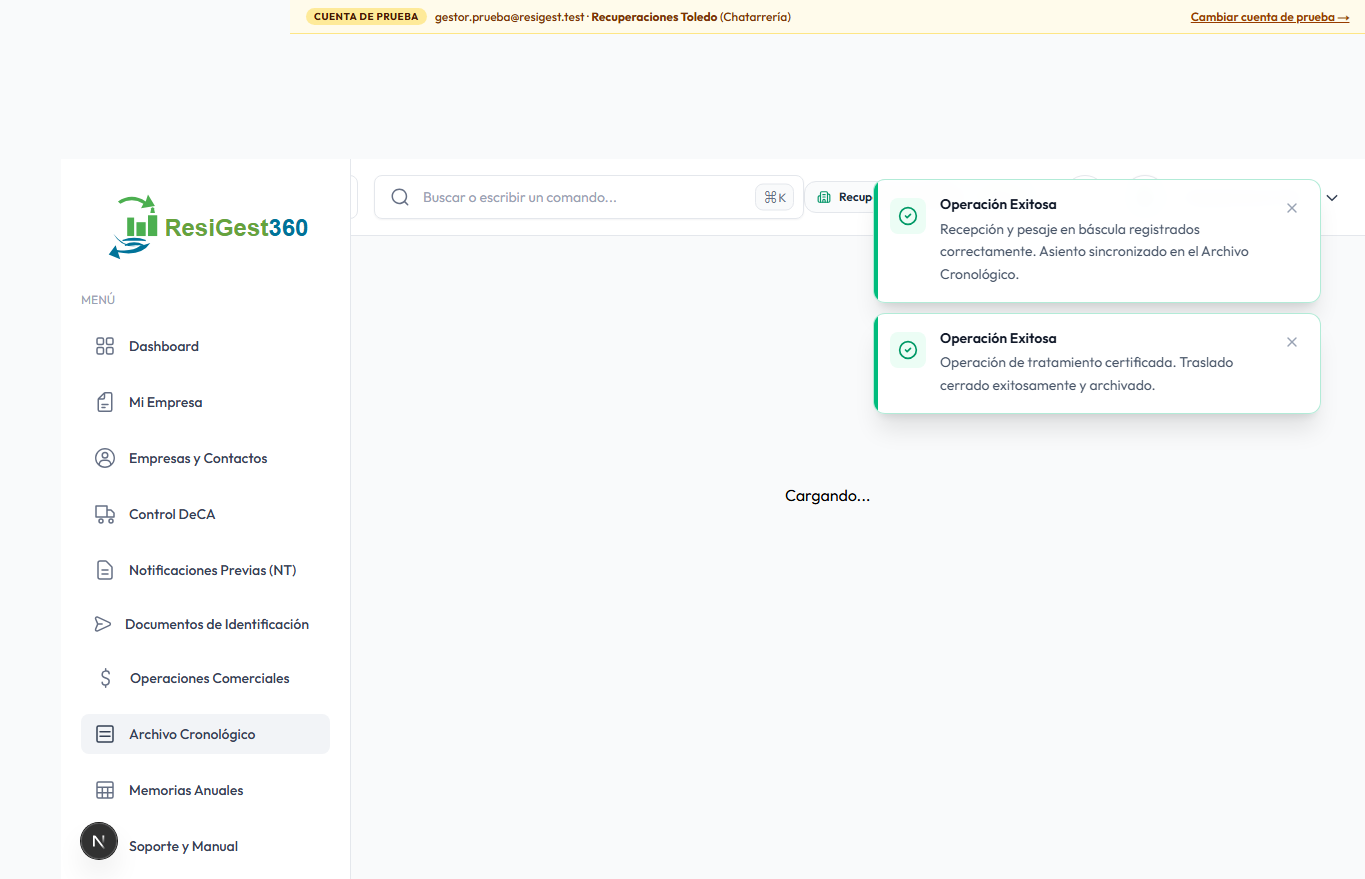 CUENTA DE PRUEBA gestor.prueba@resigest.test · Recuperaciones Toledo (Chatarrería) Cambiar cuenta de prueba →
ResiGest360
Buscar o escribir un comando... ⌘K
Recup
Operación Exitosa
Recepción y pesaje en báscula registrados
correctamente. Asiento sincronizado en el Archivo
Cronológico.
Operación Exitosa
Operación de tratamiento certificada. Traslado
cerrado exitosamente y archivado.
MENÚ
Dashboard
Mi Empresa
Empresas y Contactos
Control DeCA
Notificaciones Previas (NT)
Documentos de Identificación
Operaciones Comerciales
Archivo Cronológico
Memorias Anuales
N
Soporte y Manual
Cargando...